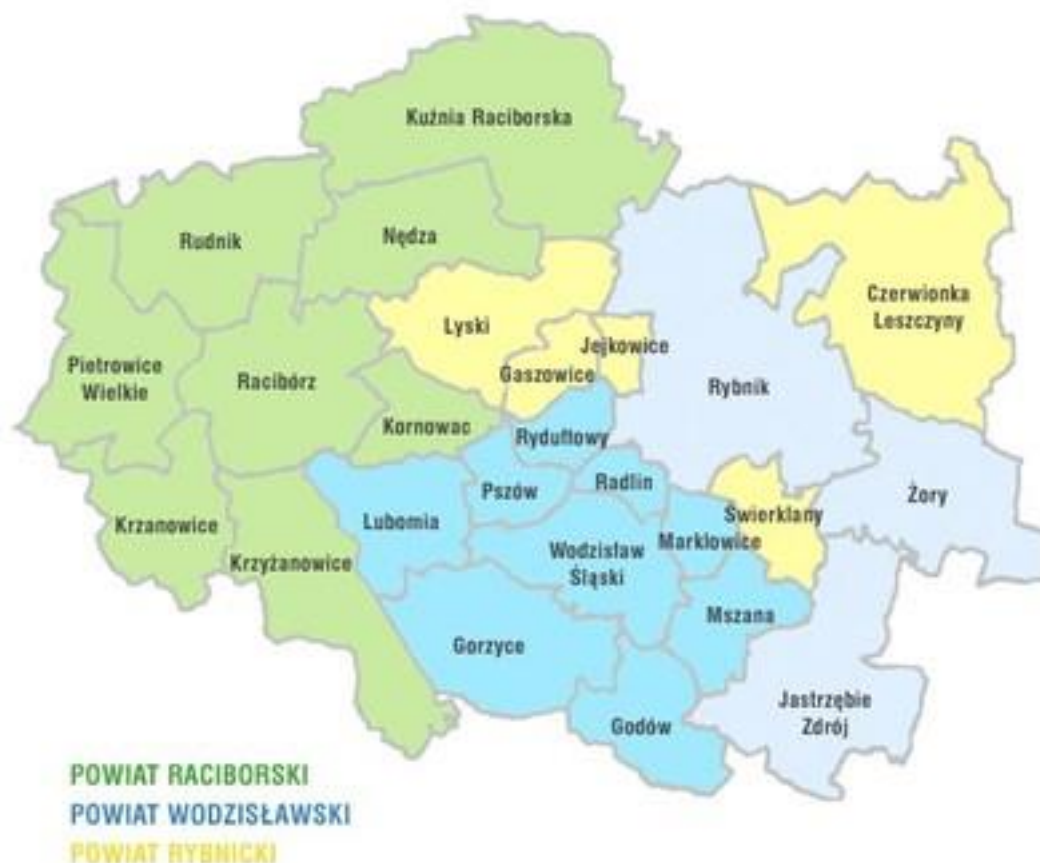 Kuźnia Raciborska
Rudnik
Nędza
Czerwionka
Leszczyny
Lyski
Jejkowice
Pietrowice
Wielkie
Racibórz
Gaszowice
Rybnik
Kornowac
Rydułtowy
Pszów
Radlin
Żory
Krzanowice
Lubomia
Świerklany
Krzyżanowice
Wodzisław
Śląski
Marklowice
Gorzyce
Mszana
Jastrzębie
Zdrój
Godów
POWIAT RACIBORSKI
POWIAT WODZISŁAWSKI
POWIAT RYBNICKI